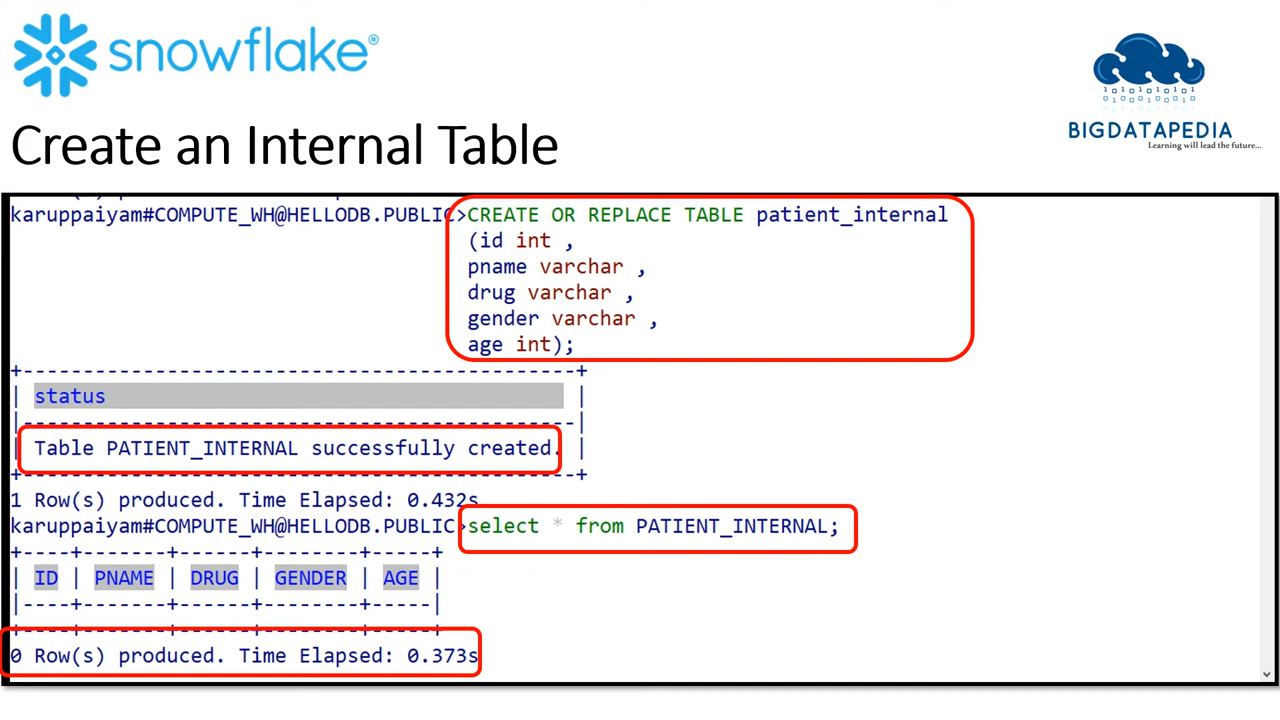 snowflake®
BIGDATAPEDIA
Learning will lead the future...
Create an Internal Table
karuppaiyam#COMPUTE_WH@HELLODB.PUBLIC>CREATE OR REPLACE TABLE patient_internal
(id int ,
pname varchar ,
drug varchar ,
gender varchar ,
age int);
+-----------------------------------------------+
| status |
|-----------------------------------------------|
| Table PATIENT_INTERNAL successfully created. |
+-----------------------------------------------+
1 Row(s) produced. Time Elapsed: 0.432s
karuppaiyam#COMPUTE_WH@HELLODB.PUBLIC>select * from PATIENT_INTERNAL;
+----+-------+------+--------+-----+
| ID | PNAME | DRUG | GENDER | AGE |
|----+-------+------+--------+-----|
+----+-------+------+--------+-----+
0 Row(s) produced. Time Elapsed: 0.373s